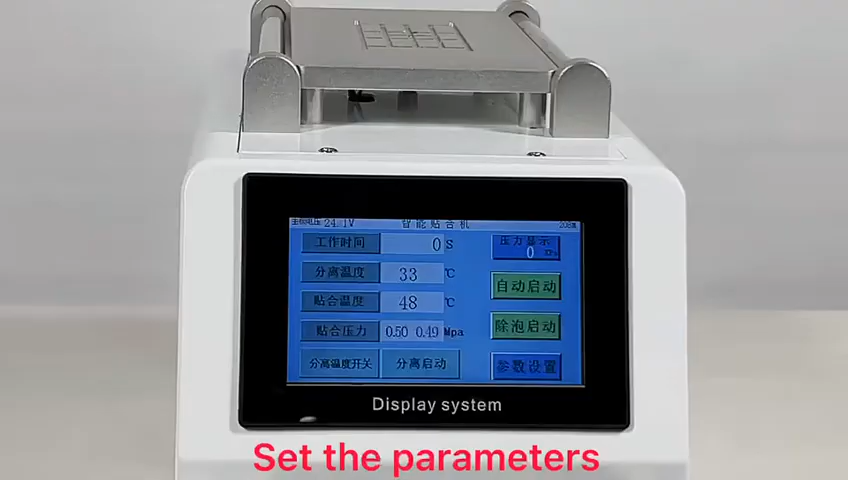 24.1V 智能贴合机
工作时间 0 S 压力显示
0 KPa
分离温度 33 ℃ 自动启动
贴合温度 48 ℃
贴合压力 0.50 0.49 Mpa 除泡启动
分离温度开关 分离启动 参数设置
Display system
Set the parameters